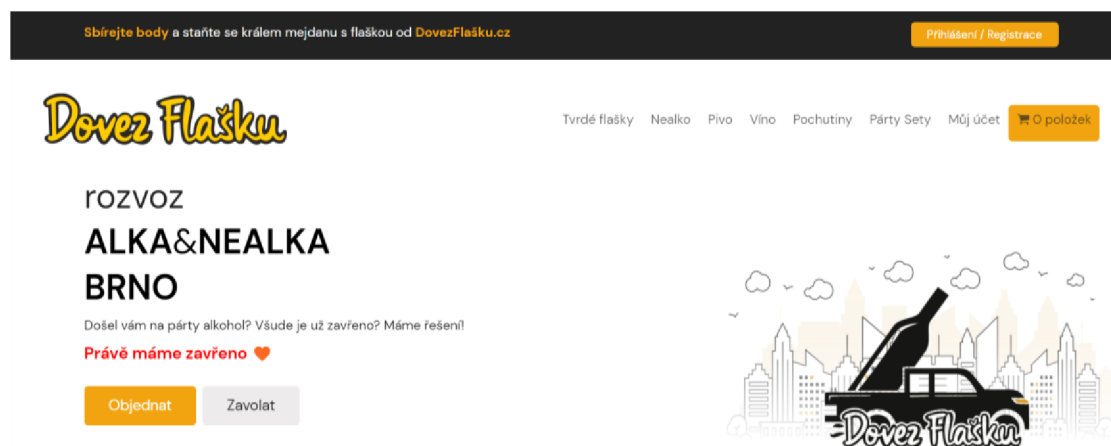 Sbírejte body a staňte se králem mejdanu s flaškou od DovezFlašku.cz
Přihlášení / Registrace
Dovez Flašku
Tvrdé flašky Nealko Pivo Víno Pochutiny Párty Sety Můj účet 0 položek
rozvoz
ALKA&NEALKA
BRNO
Došel vám na párty alkohol? Všude je už zavřeno? Máme řešení!
Právě máme zavřeno 🧡
Objednat Zavolat
Dovez Flašku